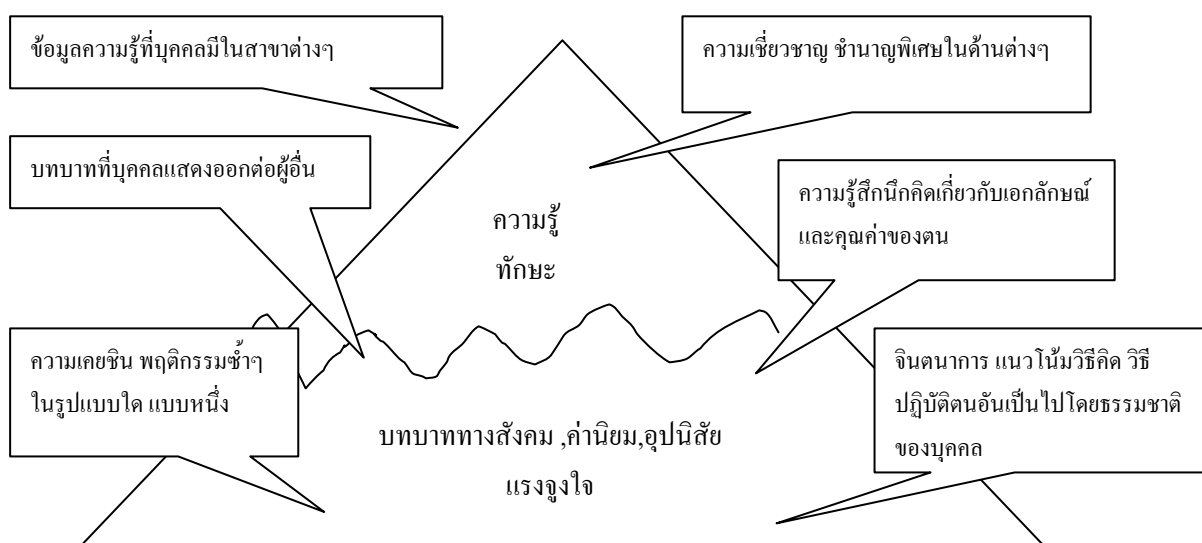 ข้อมูลความรู้ที่บุคคลมีในสาขาต่างๆ
ความเชี่ยวชาญ ชำนาญพิเศษในด้านต่างๆ
บทบาทที่บุคคลแสดงออกต่อผู้อื่น
ความรู้สึกนึกคิดเกี่ยวกับเอกลักษณ์
และคุณค่าของตน
ความรู้
ทักษะ
ความเคยชิน พฤติกรรมซ้ำๆ
ในรูปแบบใด แบบหนึ่ง
จินตนาการ แนวโน้มวิธีคิด วิธี
ปฏิบัติตนอันเป็นไปโดยธรรมชาติ
ของบุคคล
บทบาททางสังคม ,ค่านิยม,อุปนิสัย
แรงจูงใจ